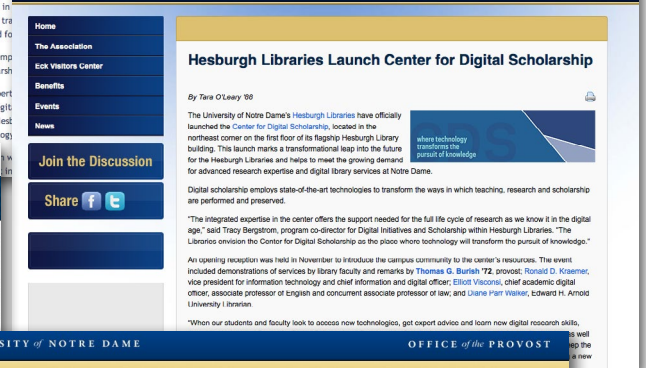 Home
The Association
Eck Visitors Center
Benefits
Events
News
Join the Discussion
Share
Hesburgh Libraries Launch Center for Digital Scholarship
By Tara O'Leary '88
The University of Notre Dame's Hesburgh Libraries have officially
launched the Center for Digital Scholarship, located in the
northeast corner on the first floor of its flagship Hesburgh Library
building. This launch marks a transformational leap into the future
for the Hesburgh Libraries and helps to meet the growing demand
for advanced research expertise and digital library services at Notre Dame.
where technology
transforms the
pursuit of knowledge
Digital scholarship employs state-of-the-art technologies to transform the ways in which teaching, research and scholarship
are performed and preserved.
"The integrated expertise in the center offers the support needed for the full life cycle of research as we know it in the digital
age," said Tracy Bergstrom, program co-director for Digital Initiatives and Scholarship within Hesburgh Libraries. "The
Libraries envision the Center for Digital Scholarship as the place where technology will transform the pursuit of knowledge."
An opening reception was held in November to introduce the campus community to the center's resources. The event
included demonstrations of services by library faculty and remarks by Thomas G. Burish '72, provost; Ronald D. Kraemer,
vice president for information technology and chief information and digital officer; Elliott Visconsi, chief academic digital
officer, associate professor of English and concurrent associate professor of law; and Diane Parr Walker, Edward H. Arnold
University Librarian.
"When our students and faculty look to access new technologies, get expert advice and learn new digital research skills,
as well
the
a new
of NOTRE DAME
OFFICE of the PROVOST